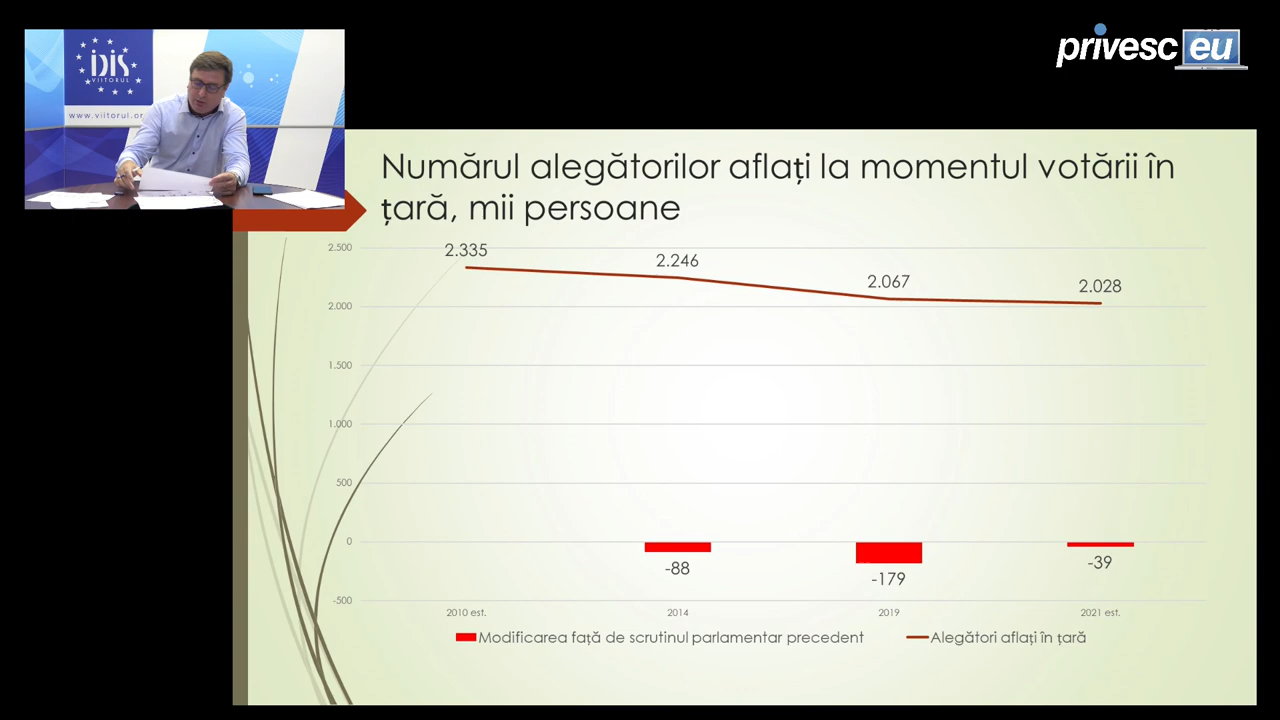 IDIS
VIITORUL
www.viitorul.or
privesc eu
Numărul alegătorilor aflați la momentul votării în
țară, mii persoane
2.500
2.000
1.500
1.000
500
0
-500
2.335
2.246
2.067
2.028
-88
-179
-39
2010 est.
2014
2019
2021 est.
Modificarea față de scrutinul parlamentar precedent
Alegători aflați în țară